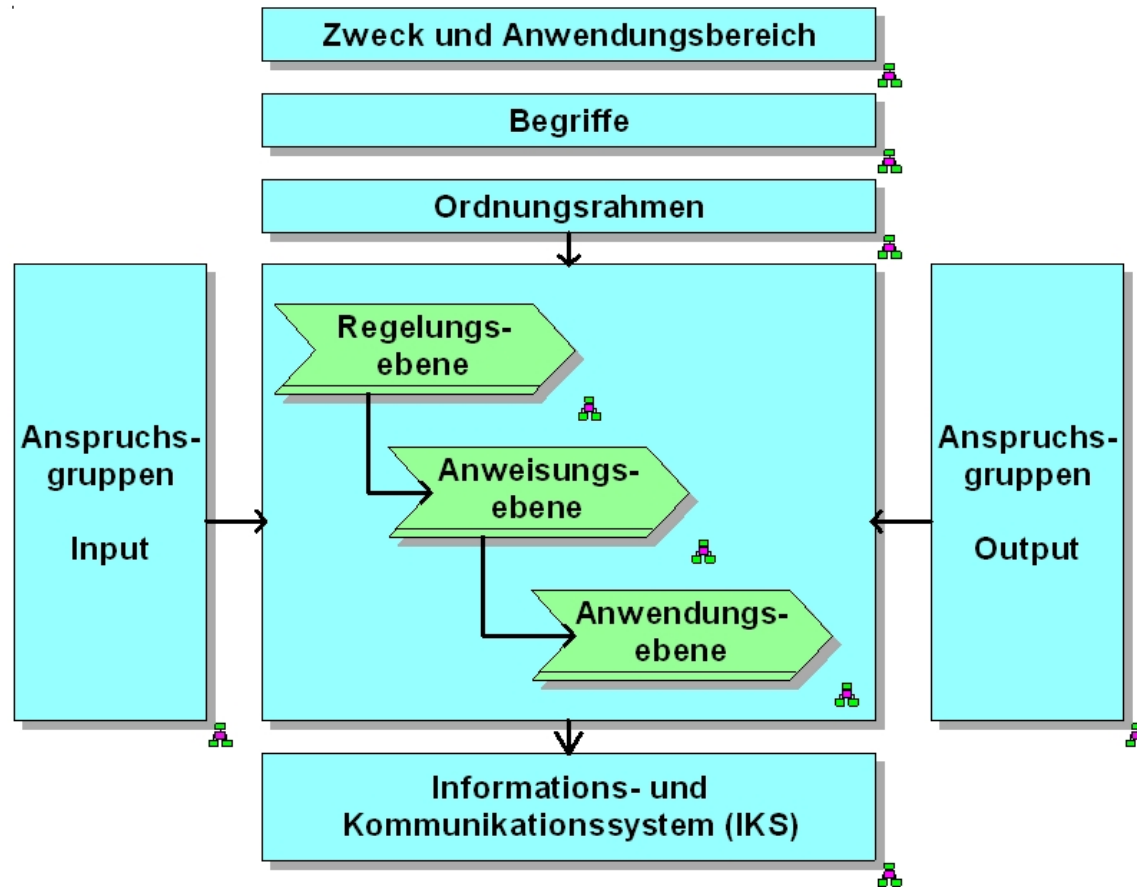 Zweck und Anwendungsbereich
Begriffe
Ordnungsrahmen
Anspruchs-
gruppen
Input
Regelungs-
ebene
Anweisungs-
ebene
Anwendungs-
ebene
Anspruchs-
gruppen
Output
Informations- und
Kommunikationssystem (IKS)